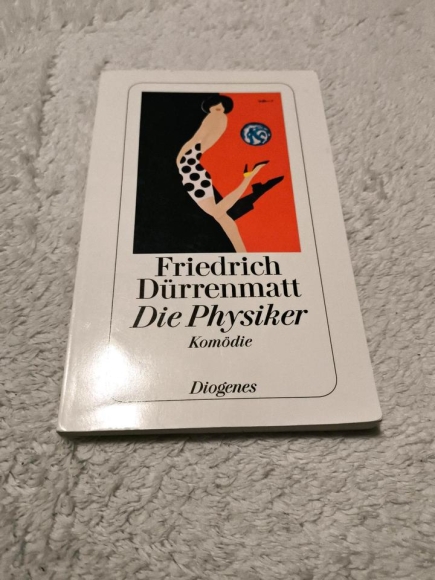 Friedrich
Dürrenmatt
Die Physiker
Komödie
Diogenes